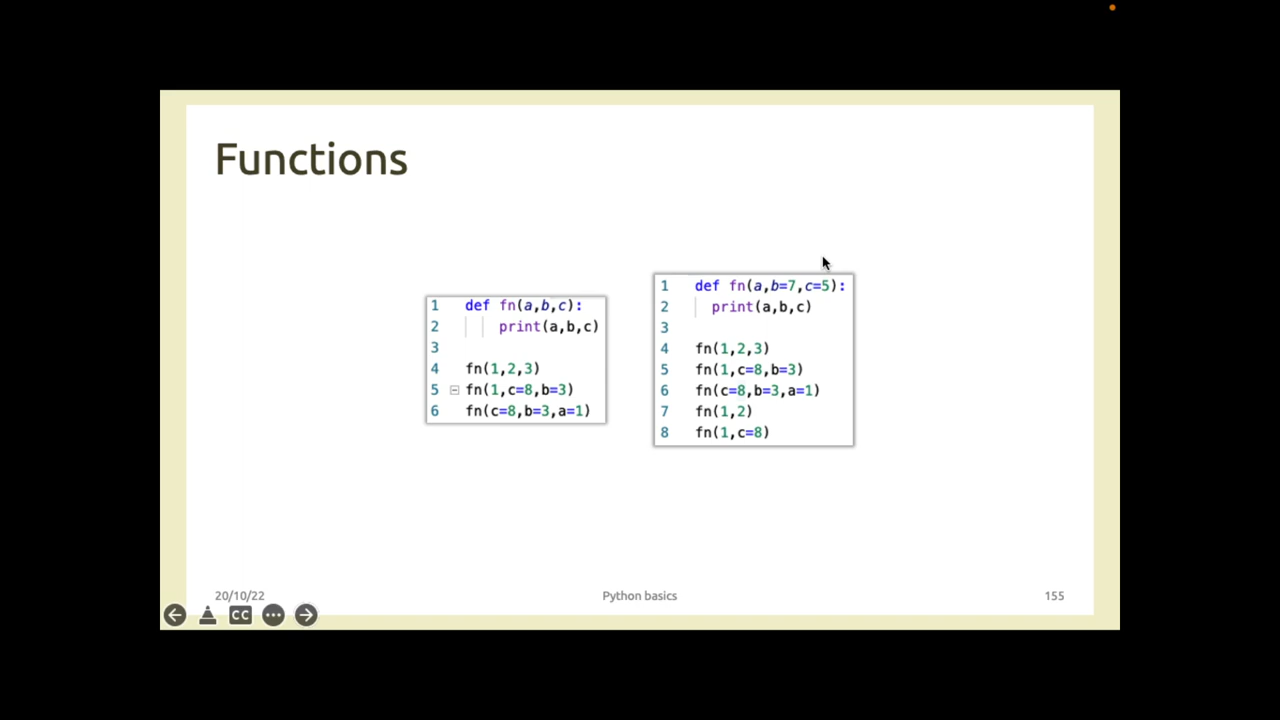 Functions
1 def fn(a,b,c):
2 print(a,b,c)
3
4 fn(1,2,3)
5 fn(1,c=8,b=3)
6 fn(c=8,b=3,a=1)
1 def fn(a,b=7,c=5):
2 print(a,b,c)
3
4 fn(1,2,3)
5 fn(1,c=8,b=3)
6 fn(c=8,b=3,a=1)
7 fn(1,2)
8 fn(1,c=8)
20/10/22 Python basics 155
CC